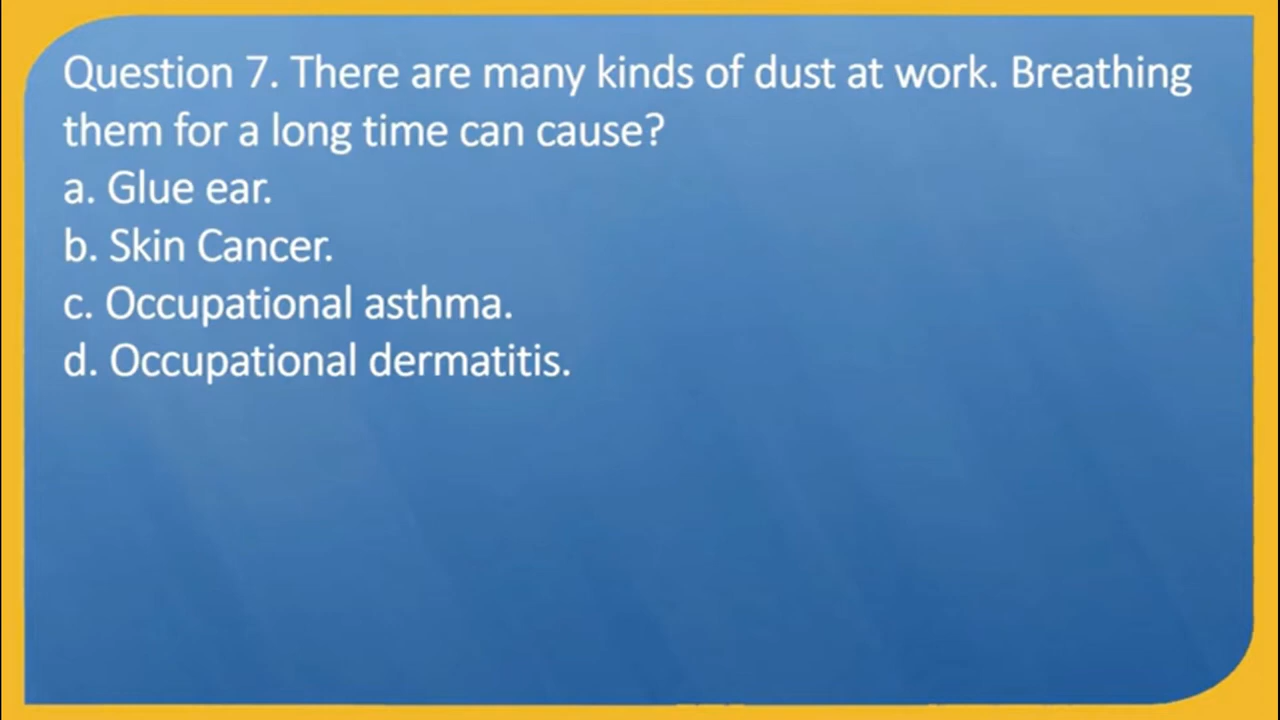 Question 7. There are many kinds of dust at work. Breathing
them for a long time can cause?
a. Glue ear.
b. Skin Cancer.
c. Occupational asthma.
d. Occupational dermatitis.